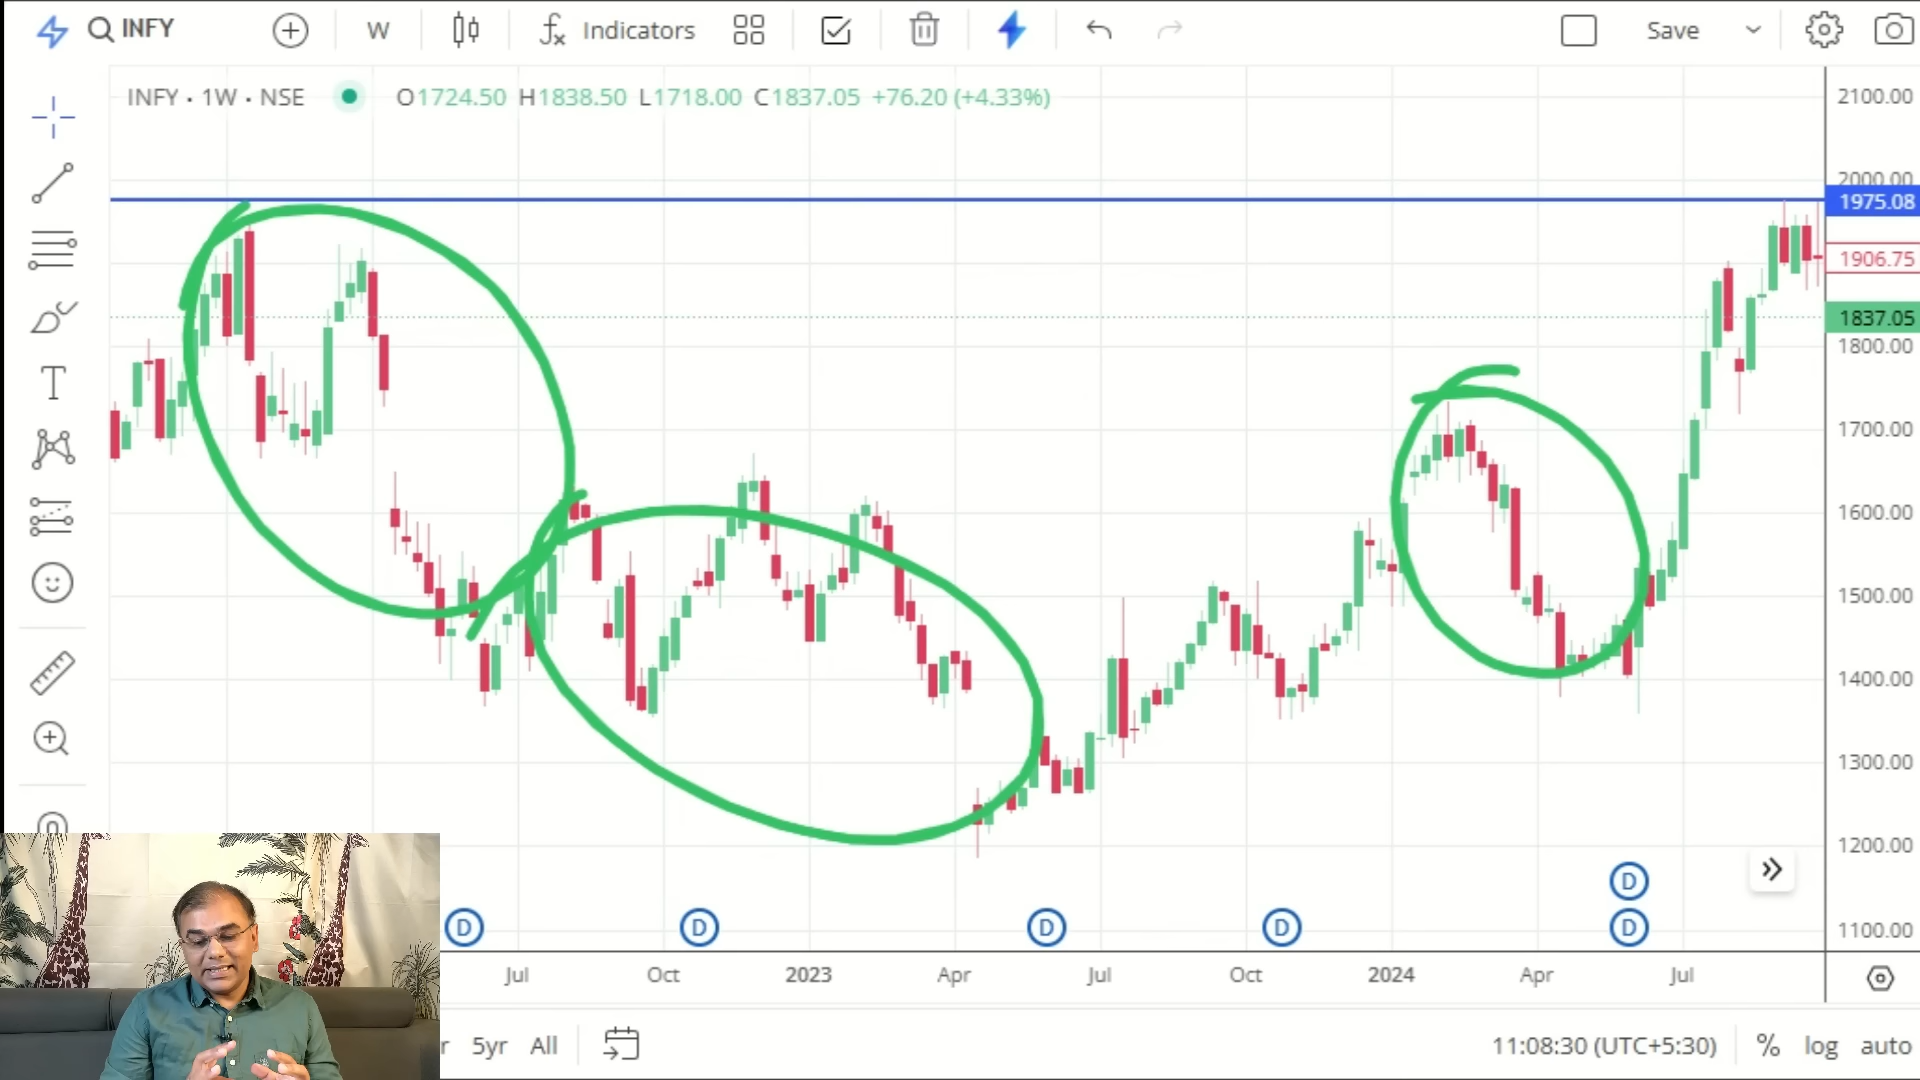 INFY
W
Indicators
Save
INFY · 1W · NSE O1724.50 H1838.50 L1718.00 C1837.05 +76.20 (+4.33%)
2100.00
2000.00
1975.08
1906.75
1837.05
1800.00
1700.00
1600.00
1500.00
1400.00
1300.00
1200.00
1100.00
D D D D D D
Jul Oct 2023 Apr Jul Oct 2024 Apr Jul
r 5yr All 11:08:30 (UTC+5:30) % log auto